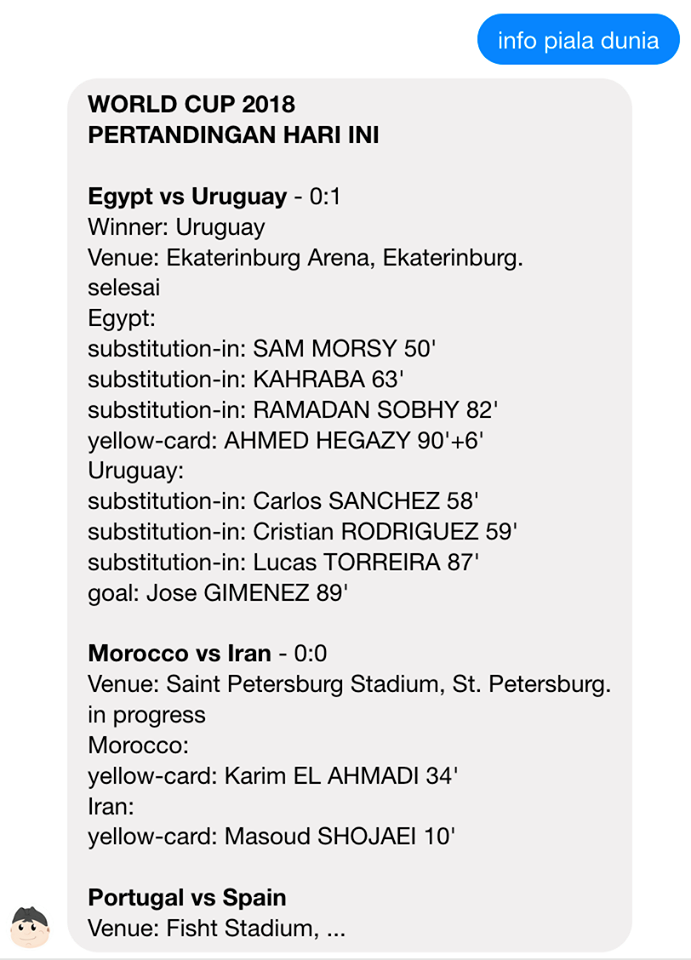 info piala dunia
WORLD CUP 2018
PERTANDINGAN HARI INI
Egypt vs Uruguay - 0:1
Winner: Uruguay
Venue: Ekaterinburg Arena, Ekaterinburg.
selesai
Egypt:
substitution-in: SAM MORSY 50'
substitution-in: KAHRABA 63'
substitution-in: RAMADAN SOBHY 82'
yellow-card: AHMED HEGAZY 90'+6'
Uruguay:
substitution-in: Carlos SANCHEZ 58'
substitution-in: Cristian RODRIGUEZ 59'
substitution-in: Lucas TORREIRA 87'
goal: Jose GIMENEZ 89'
Morocco vs Iran - 0:0
Venue: Saint Petersburg Stadium, St. Petersburg.
in progress
Morocco:
yellow-card: Karim EL AHMADI 34'
Iran:
yellow-card: Masoud SHOJAEI 10'
Portugal vs Spain
Venue: Fisht Stadium, ...